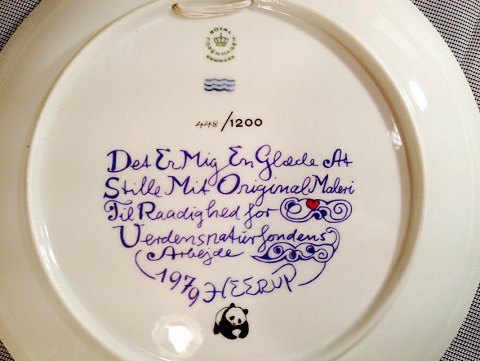 ROYAL
COPENHAGEN
DENMARK
448/1200
Det Er Mig En Glæde At
Stille Mit Original Maleri
Til Raadighed for
Verdensnaturfondens
Arbejde
1979 HEERUP